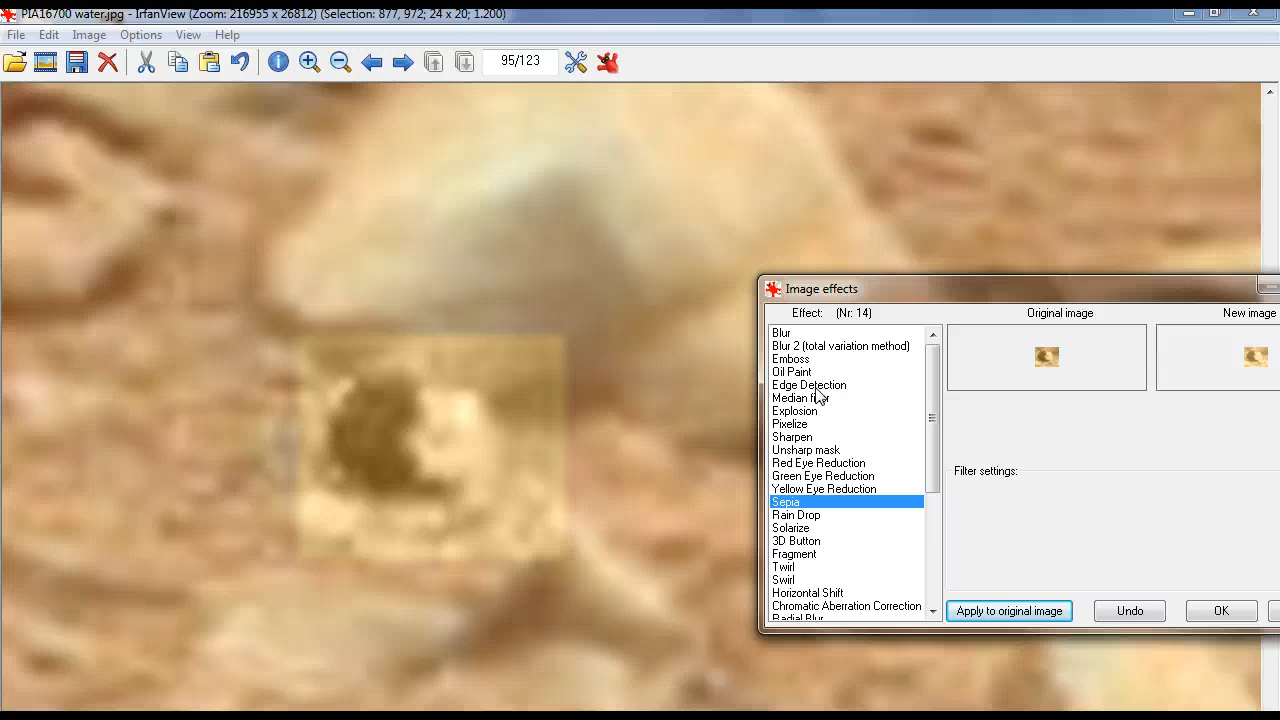 PIA16700 water.jpg - IrfanView (Zoom: 216955 x 26812) (Selection: 877, 972; 24 x 20; 1.200)
File Edit Image Options View Help
95/123
Image effects
Effect: (Nr: 14)
Original image
New image
Blur
Blur 2 (total variation method)
Emboss
Oil Paint
Edge Detection
Median
Explosion
Pixelize
Sharpen
Unsharp mask
Red Eye Reduction
Green Eye Reduction
Yellow Eye Reduction
Sepia
Rain Drop
Solarize
3D Button
Fragment
Twirl
Swirl
Horizontal Shift
Chromatic Aberration Correction
Radial Blur
Filter settings:
Apply to original image
Undo
OK